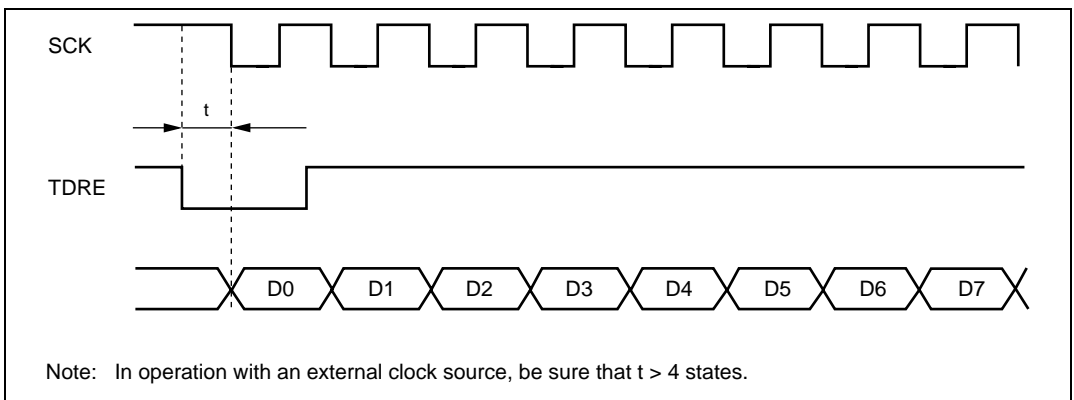 SCK
t
TDRE
D0 D1 D2 D3 D4 D5 D6 D7
Note: In operation with an external clock source, be sure that t > 4 states.